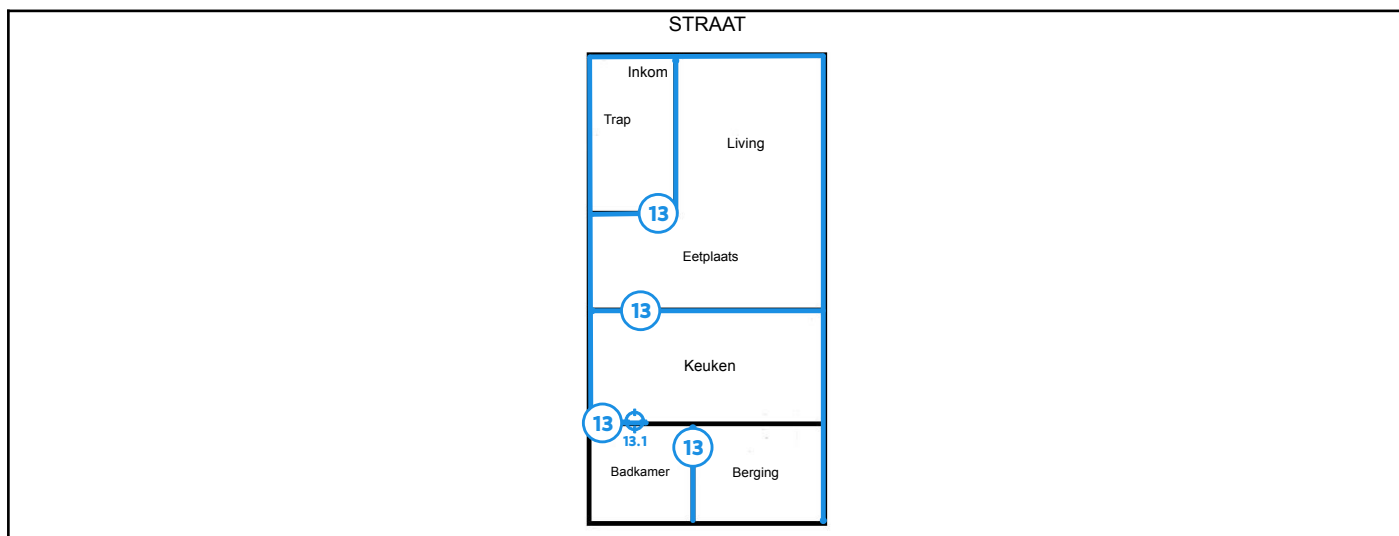 STRAAT
Inkom
Trap
Living
13
Eetplaats
13
Keuken
13
13.1
13
Badkamer
Berging